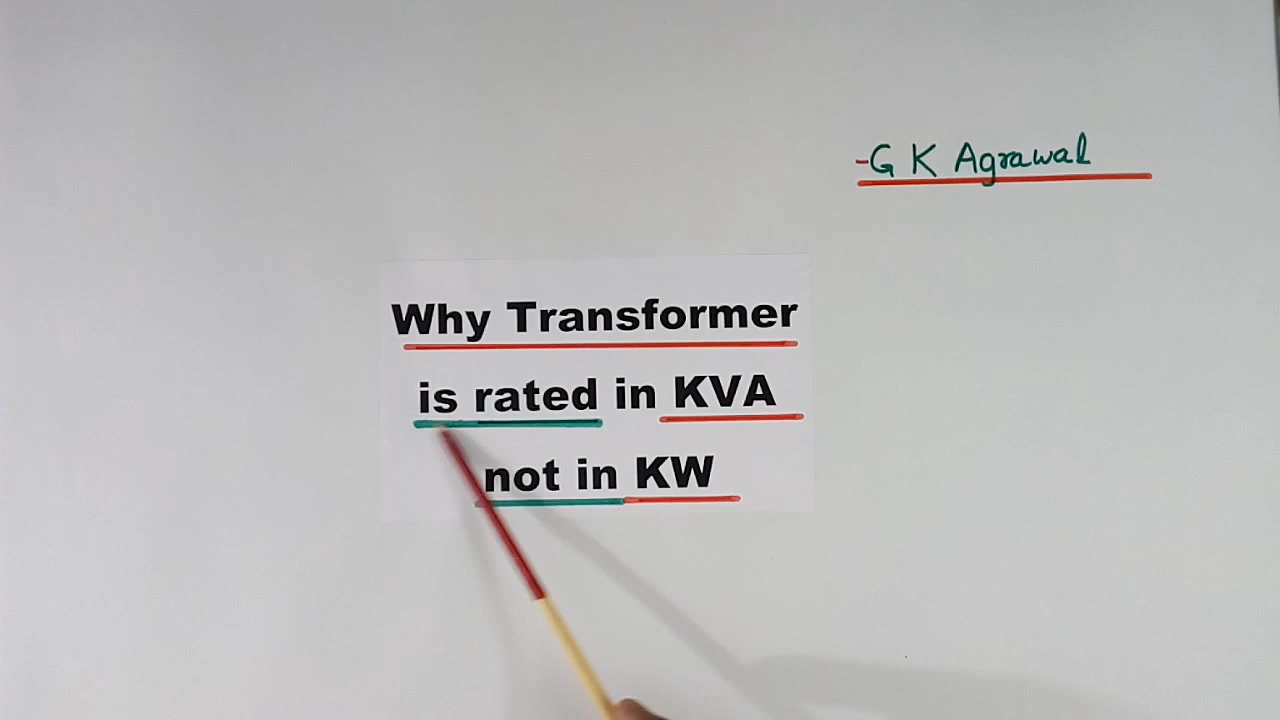 -G K Agrawal
Why Transformer
is rated in KVA
not in KW